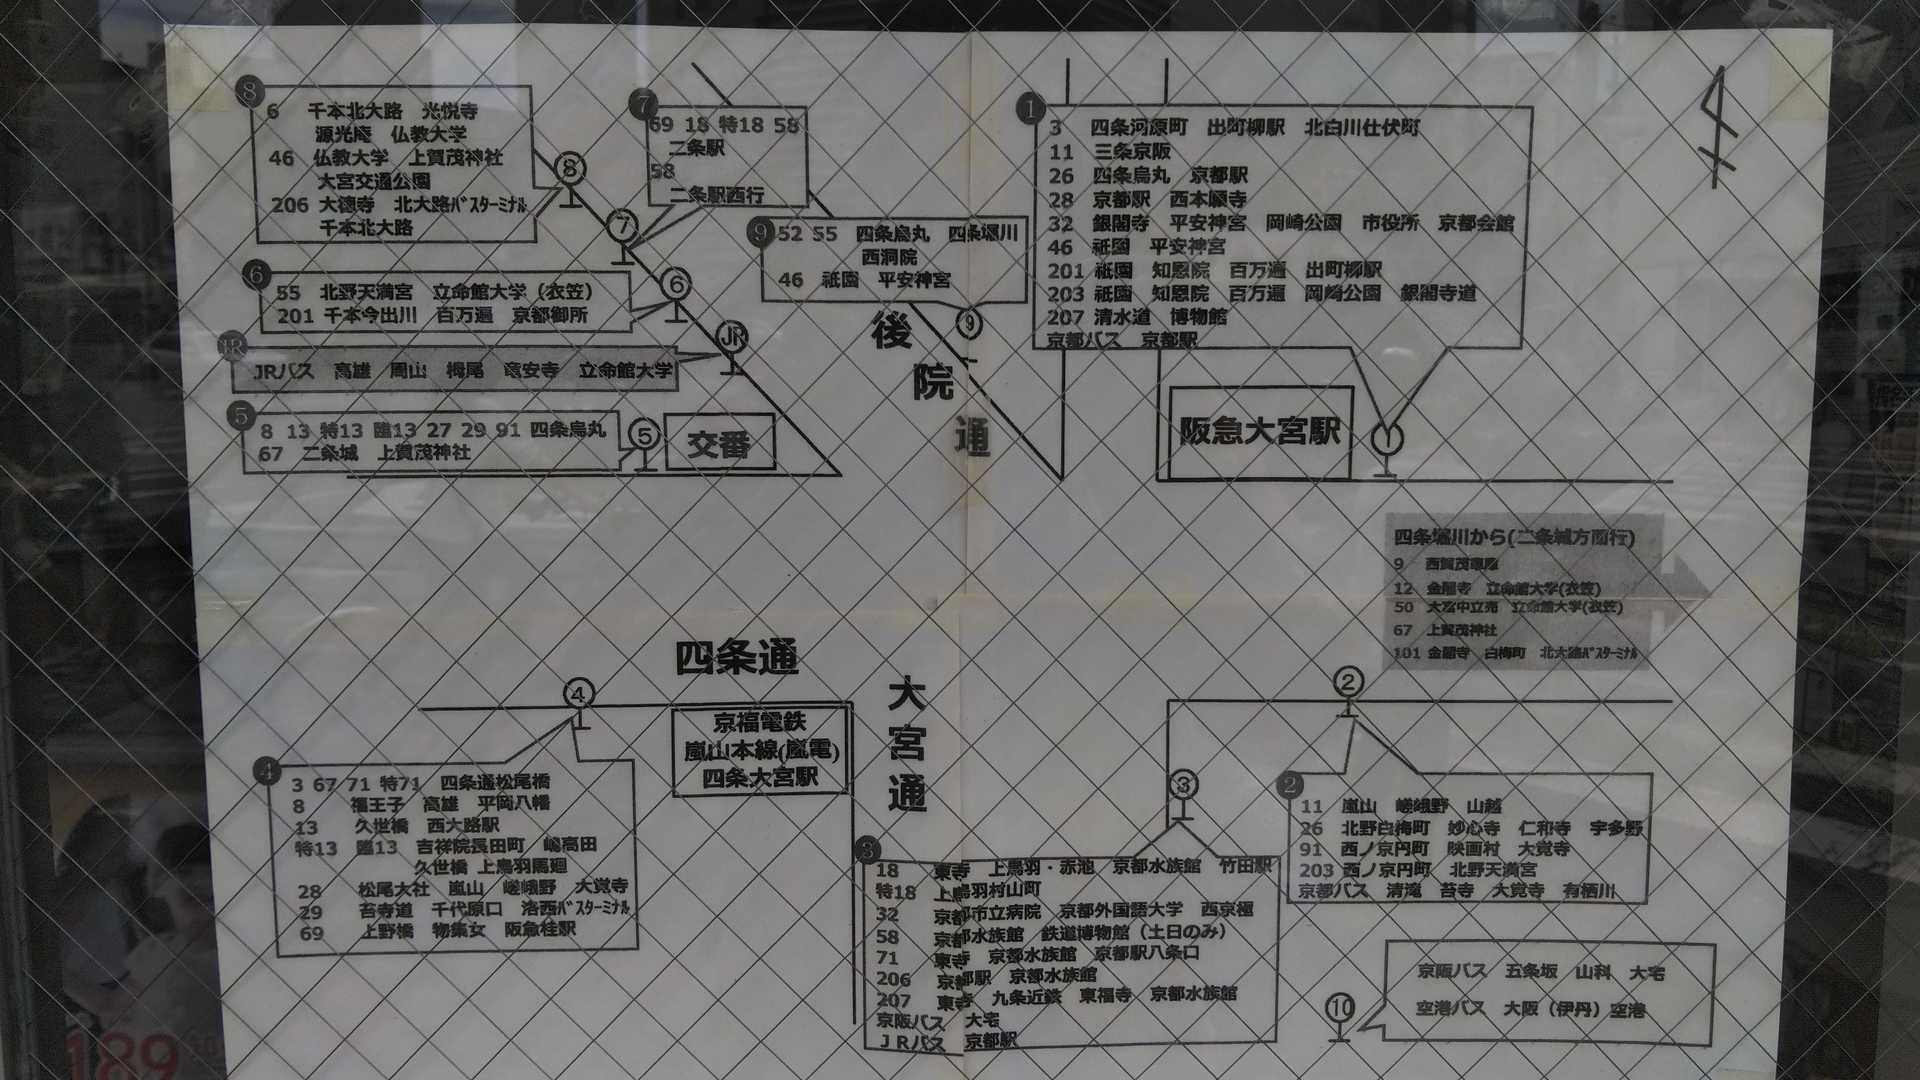 8
6 千本北大路 光悦寺
源光庵 仏教大学
46 仏教大学 上賀茂神社
大宮交通公園
206 大徳寺 北大路ﾊﾞｽターミナル
千本北大路
⑧
7
69 18 特18 58
二条駅
58
二条駅西行
⑦
9
52 55 四条烏丸 四条堀川
西洞院
46 祇園 平安神宮
⑨
1
3 四条河原町 出町柳駅 北白川仕伏町
11 三条京阪
26 四条烏丸 京都駅
28 京都駅 西本願寺
32 銀閣寺 平安神宮 岡崎公園 市役所 京都会館
46 祇園 平安神宮
201 祇園 知恩院 百万遍 出町柳駅
203 祇園 知恩院 百万遍 岡崎公園 銀閣寺道
207 清水道 博物館
京都バス 京都駅
①
6
55 北野天満宮 立命館大学（衣笠）
201 千本今出川 百万遍 京都御所
⑥
JR
JRバス 高雄 周山 栂尾 竜安寺 立命館大学
JR
5
8 13 特13 臨13 27 29 91 四条烏丸
67 二条城 上賀茂神社
⑤
交番
後院通
阪急大宮駅
四条堀川から(二条城方面行)
9 西賀茂車庫
12 金閣寺 立命館大学(衣笠)
50 大宮中立売 立命館大学(衣笠)
67 上賀茂神社
101 金閣寺 白梅町 北大路ﾊﾞｽターミナル
四条通
大宮通
④
京福電鉄
嵐山本線(嵐電)
四条大宮駅
4
3 67 71 特71 四条通松尾橋
8 福王子 高雄 平岡八幡
13 久世橋 西大路駅
特13 臨13 吉祥院長田町 嶋高田
久世橋 上鳥羽馬廻
28 松尾大社 嵐山 嵯峨野 大覚寺
29 苔寺道 千代原口 洛西ﾊﾞｽターミナル
69 上野橋 物集女 阪急桂駅
③
3
18 東寺 上鳥羽・赤池 京都水族館 竹田駅
特18 上鳥羽村山町
32 京都市立病院 京都外国語大学 西京極
58 京都水族館 鉄道博物館（土日のみ）
71 東寺 京都水族館 京都駅八条口
206 京都駅 京都水族館
207 東寺 九条近鉄 東福寺 京都水族館
京阪バス 大宅
ＪＲバス 京都駅
②
2
11 嵐山 嵯峨野 山越
26 北野白梅町 妙心寺 仁和寺 宇多野
91 西ノ京円町 映画村 大覚寺
203 西ノ京円町 北野天満宮
京都バス 清滝 苔寺 大覚寺 有栖川
⑩
京阪バス 五条坂 山科 大宅
空港バス 大阪（伊丹）空港
189